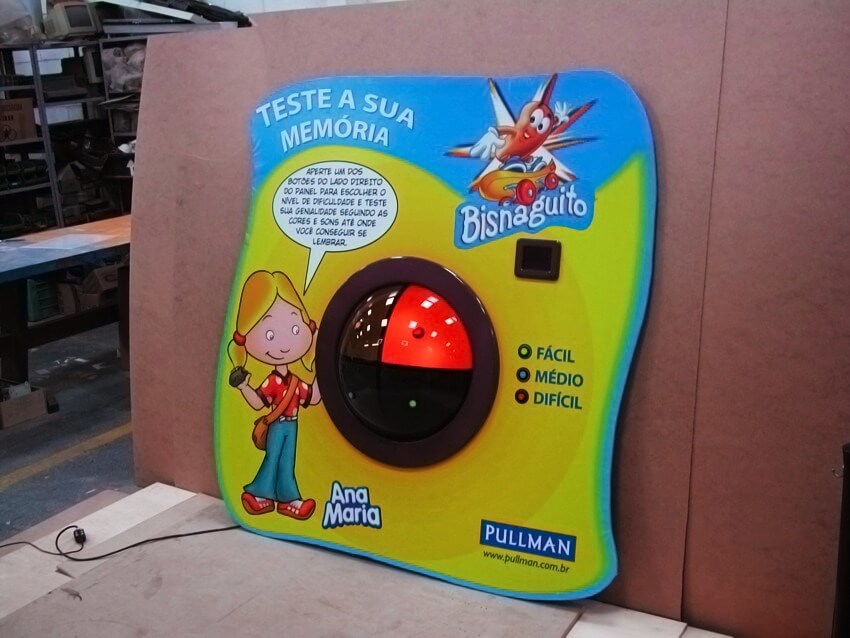 TESTE A SUA
MEMÓRIA
APERTE UM DOS
BOTÕES DO LADO DIREITO
DO PAINEL PARA ESCOLHER O
NÍVEL DE DIFICULDADE E TESTE
SUA GENIALIDADE SEGUINDO AS
CORES E SONS ATÉ ONDE
VOCÊ CONSEGUIR SE
LEMBRAR.
Bisnaguito
FÁCIL
MÉDIO
DIFÍCIL
Ana
Maria
PULLMAN
www.pullman.com.br